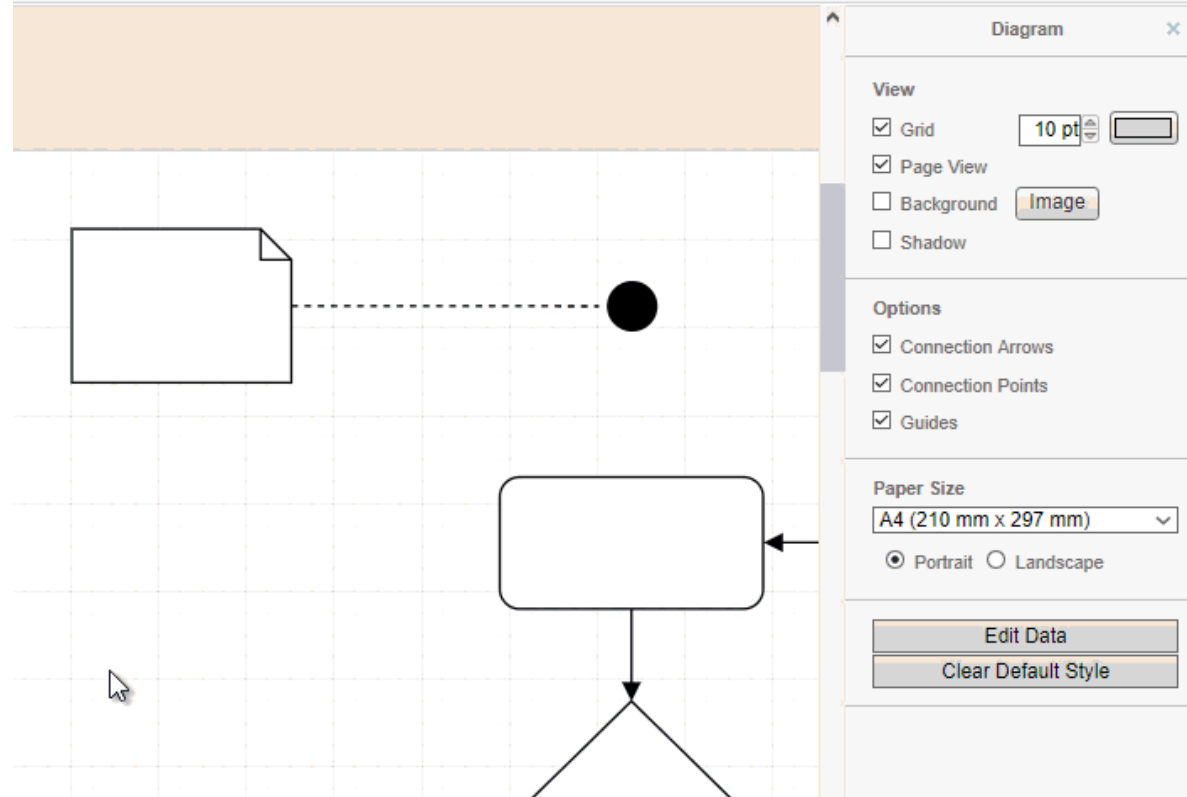 Diagram
View
Grid 10 pt
Page View
Background Image
Shadow
Options
Connection Arrows
Connection Points
Guides
Paper Size
A4 (210 mm x 297 mm)
Portrait Landscape
Edit Data
Clear Default Style